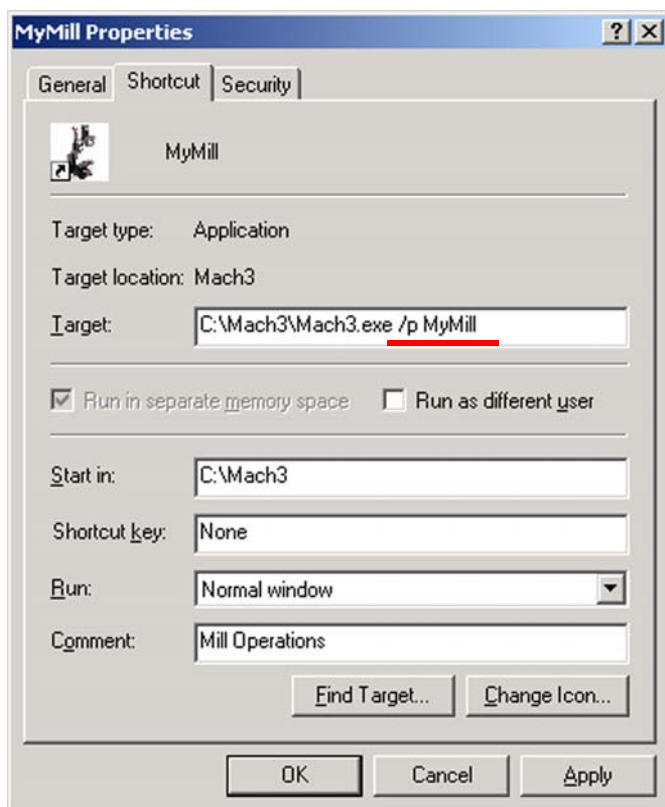 MyMill Properties
General Shortcut Security
MyMill
Target type: Application
Target location: Mach3
Target: C:\Mach3\Mach3.exe /p MyMill
Run in separate memory space Run as different user
Start in: C:\Mach3
Shortcut key: None
Run: Normal window
Comment: Mill Operations
Find Target... Change Icon...
OK Cancel Apply